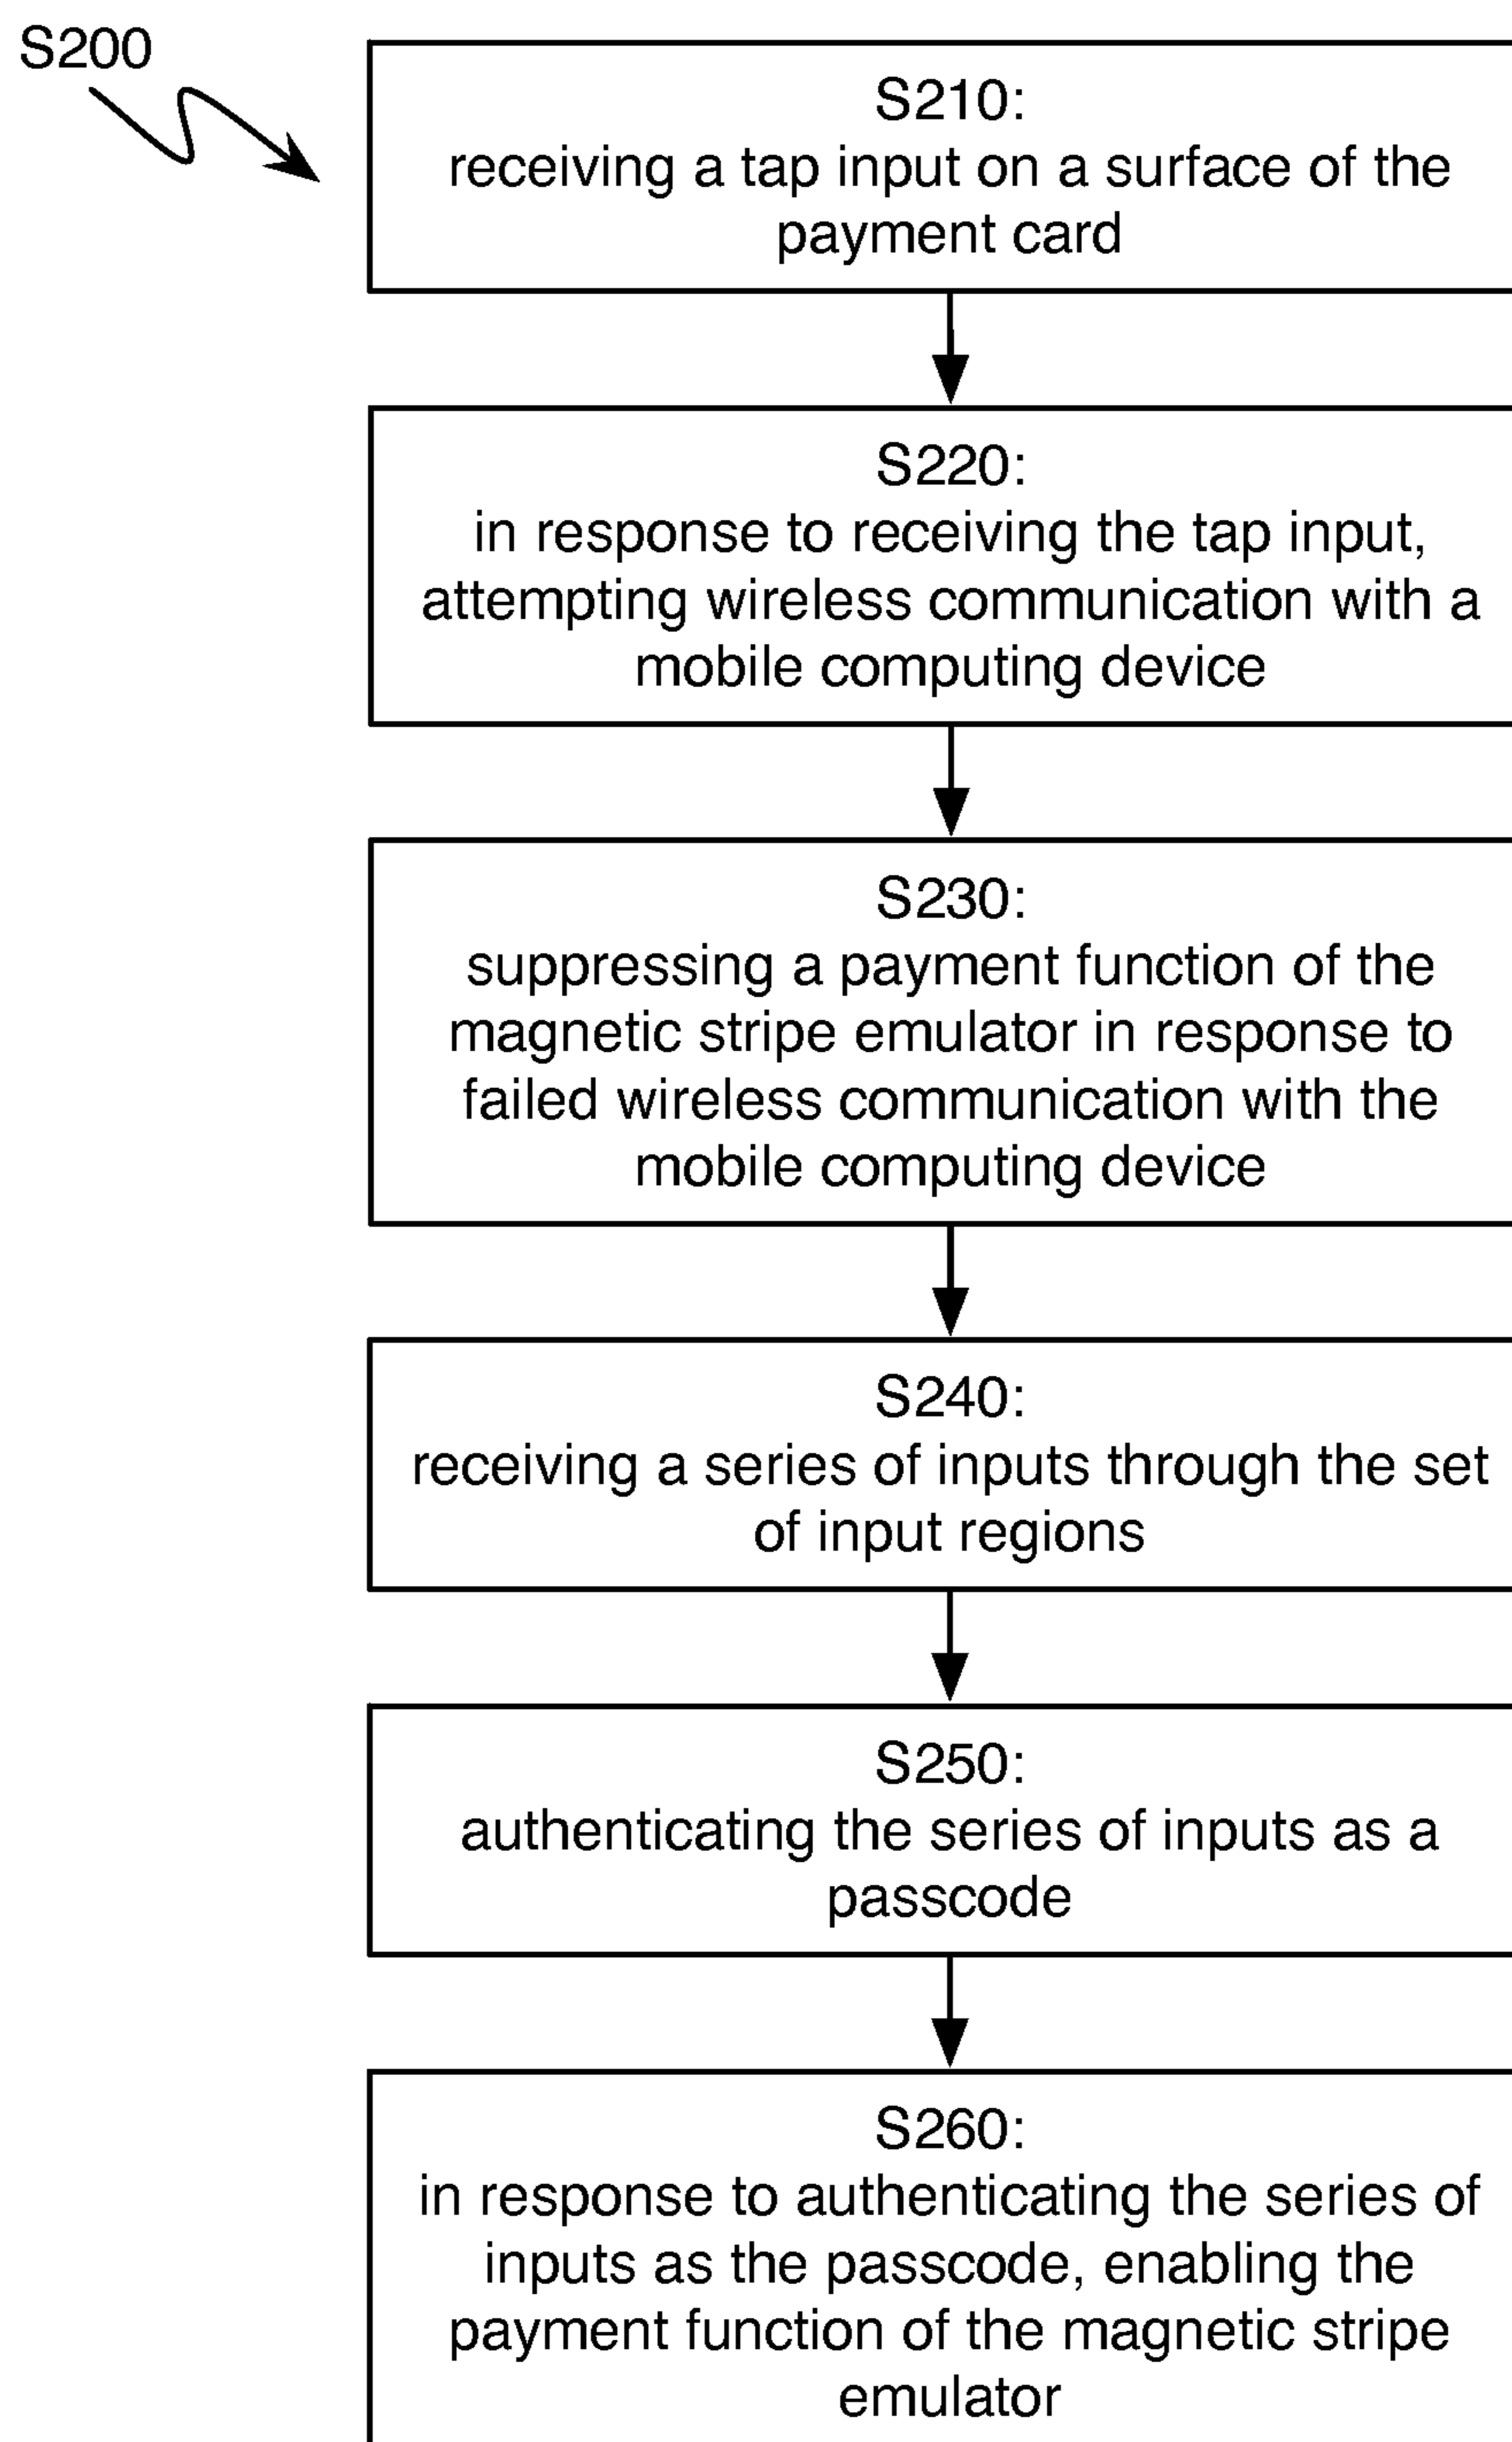 S200
S210:
receiving a tap input on a surface of the
payment card
S220:
in response to receiving the tap input,
attempting wireless communication with a
mobile computing device
S230:
suppressing a payment function of the
magnetic stripe emulator in response to
failed wireless communication with the
mobile computing device
S240:
receiving a series of inputs through the set
of input regions
S250:
authenticating the series of inputs as a
passcode
S260:
in response to authenticating the series of
inputs as the passcode, enabling the
payment function of the magnetic stripe
emulator